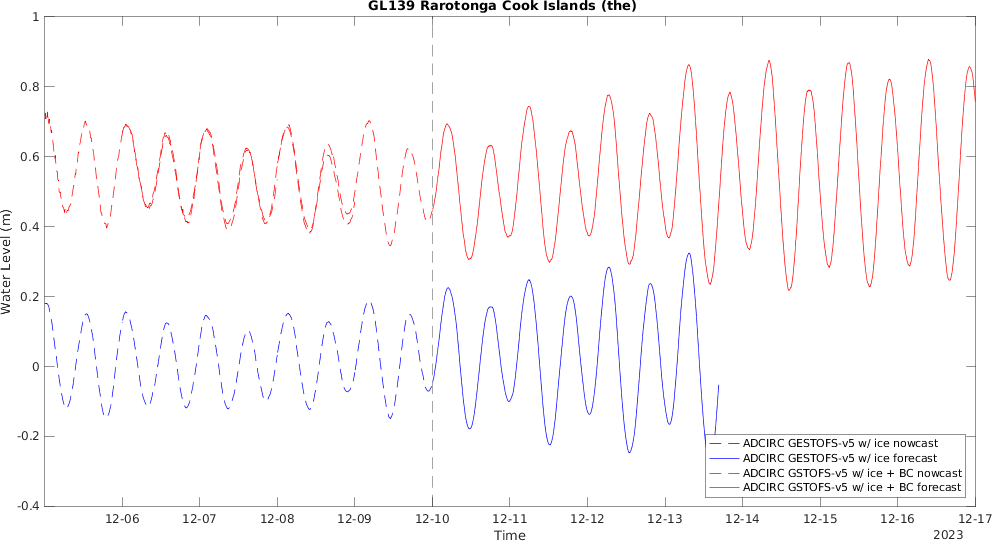 GL139 Rarotonga Cook Islands (the)
1
0.8
0.6
0.4
0.2
0
-0.2
-0.4
Water Level (m)
ADCIRC GESTOFS-v5 w/ ice nowcast
ADCIRC GESTOFS-v5 w/ ice forecast
ADCIRC GSTOFS-v5 w/ ice + BC nowcast
ADCIRC GSTOFS-v5 w/ ice + BC forecast
12-06 12-07 12-08 12-09 12-10 12-11 12-12 12-13 12-14 12-15 12-16 12-17
Time
2023